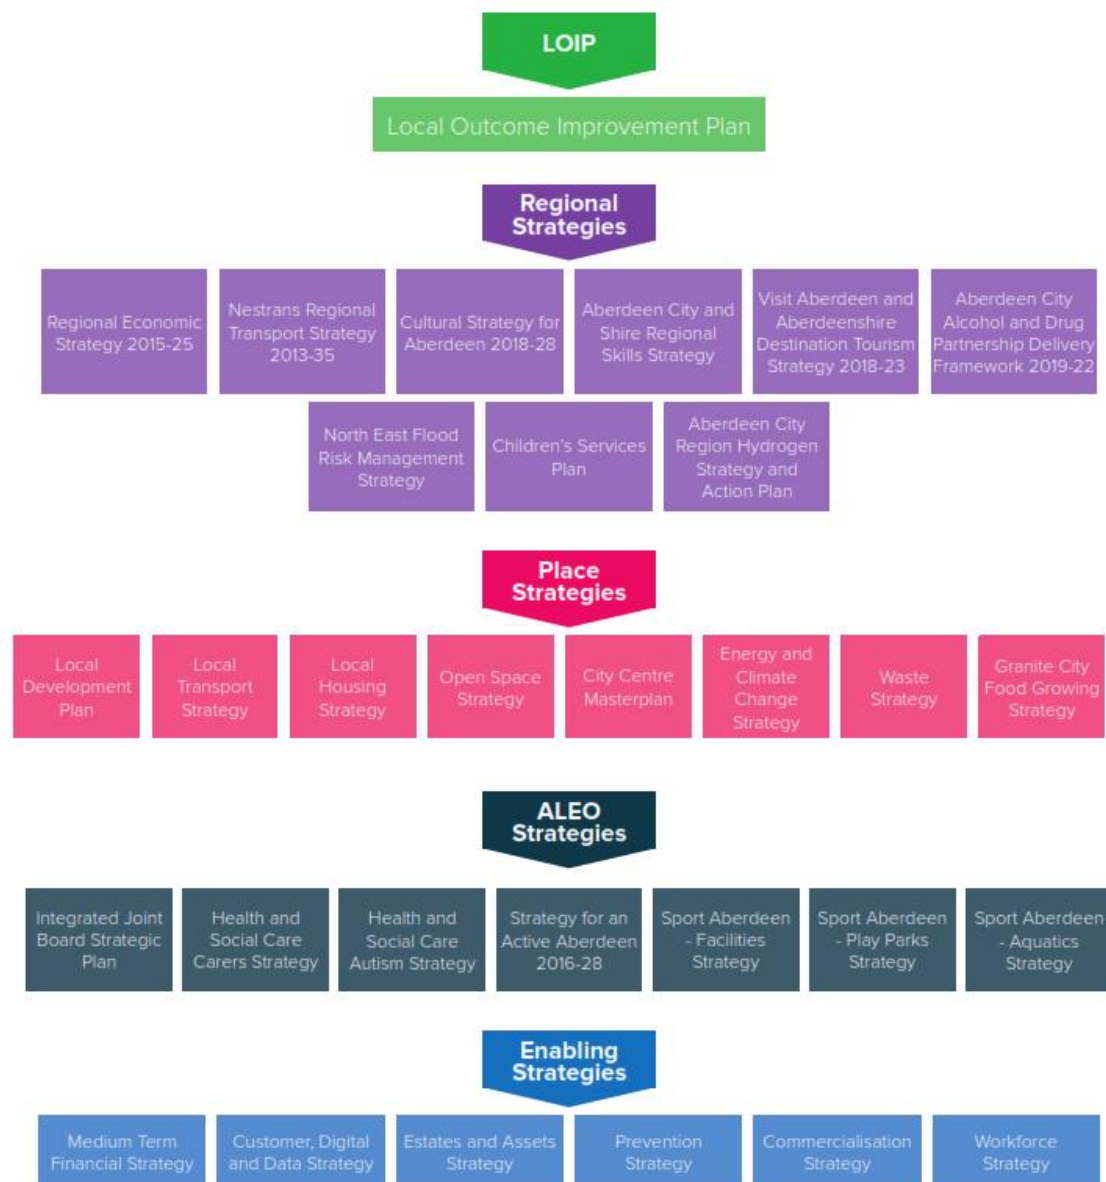 LOIP
Local Outcome Improvement Plan
Regional
Strategies
Regional Economic
Strategy 2015-25
Nestrans Regional
Transport Strategy
2013-35
Cultural Strategy for
Aberdeen 2018-28
Aberdeen City and
Shire Regional
Skills Strategy
Visit Aberdeen and
Aberdeenshire
Destination Tourism
Strategy 2018-23
Aberdeen City
Alcohol and Drug
Partnership Delivery
Framework 2019-22
North East Flood
Risk Management
Strategy
Children's Services
Plan
Aberdeen City
Region Hydrogen
Strategy and
Action Plan
Place
Strategies
Local
Development
Plan
Local
Transport
Strategy
Local
Housing
Strategy
Open Space
Strategy
City Centre
Masterplan
Energy and
Climate
Change
Strategy
Waste
Strategy
Granite City
Food Growing
Strategy
ALEO
Strategies
Integrated Joint
Board Strategic
Plan
Health and
Social Care
Carers Strategy
Health and
Social Care
Autism Strategy
Strategy for an
Active Aberdeen
2016-28
Sport Aberdeen
- Facilities
Strategy
Sport Aberdeen
- Play Parks
Strategy
Sport Aberdeen
- Aquatics
Strategy
Enabling
Strategies
Medium Term
Financial Strategy
Customer, Digital
and Data Strategy
Estates and Assets
Strategy
Prevention
Strategy
Commercialisation
Strategy
Workforce
Strategy